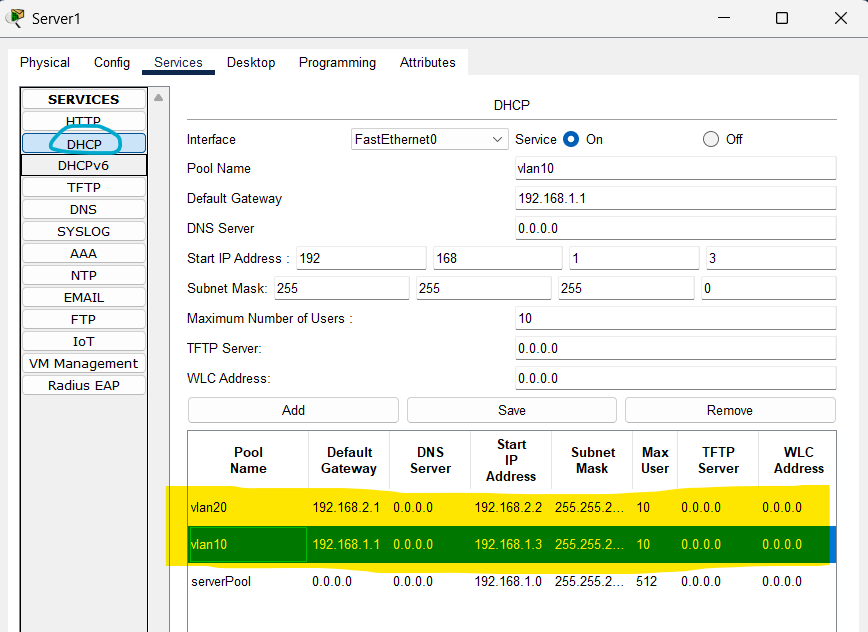 Server1
Physical Config Services Desktop Programming Attributes
SERVICES
HTTP
DHCP
DHCPv6
TFTP
DNS
SYSLOG
AAA
NTP
EMAIL
FTP
IoT
VM Management
Radius EAP
DHCP
Interface FastEthernet0 Service On Off
Pool Name vlan10
Default Gateway 192.168.1.1
DNS Server 0.0.0.0
Start IP Address : 192 168 1 3
Subnet Mask: 255 255 255 0
Maximum Number of Users : 10
TFTP Server: 0.0.0.0
WLC Address: 0.0.0.0
Add Save Remove
Pool Name Default Gateway DNS Server Start IP Address Subnet Mask Max User TFTP Server WLC Address
vlan20 192.168.2.1 0.0.0.0 192.168.2.2 255.255.2... 10 0.0.0.0 0.0.0.0
vlan10 192.168.1.1 0.0.0.0 192.168.1.3 255.255.2... 10 0.0.0.0 0.0.0.0
serverPool 0.0.0.0 0.0.0.0 192.168.1.0 255.255.2... 512 0.0.0.0 0.0.0.0